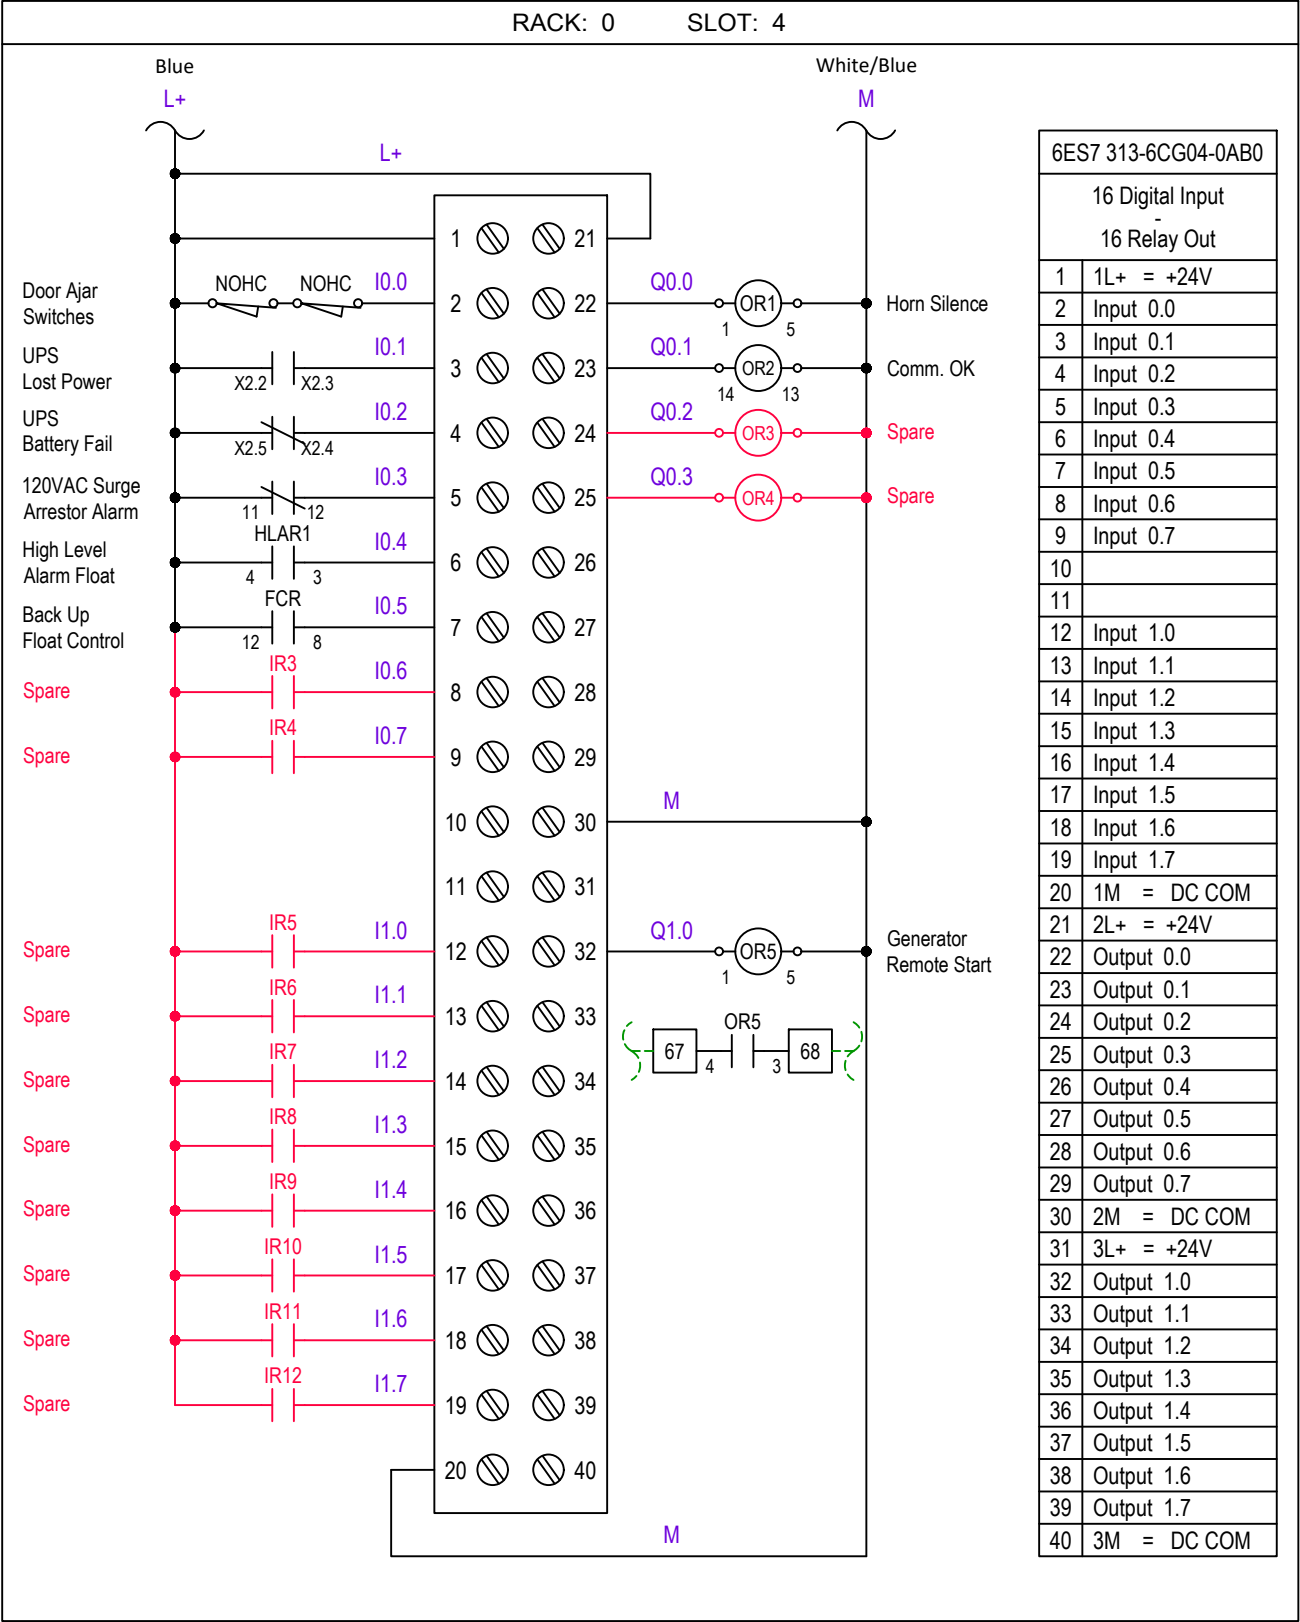 RACK: 0 SLOT: 4
Blue
L+
White/Blue
M
L+
1 21
Door Ajar
Switches
NOHC NOHC I0.0
2 22
Q0.0
OR1
1 5
Horn Silence
UPS
Lost Power
X2.2 X2.3
I0.1
3 23
Q0.1
OR2
14 13
Comm. OK
UPS
Battery Fail
X2.5 X2.4
I0.2
4 24
Q0.2
OR3
Spare
120VAC Surge
Arrestor Alarm
11 12
I0.3
5 25
Q0.3
OR4
Spare
High Level
Alarm Float
HLAR1
4 3
I0.4
6 26
Back Up
Float Control
FCR
12 8
I0.5
7 27
Spare
IR3
I0.6
8 28
Spare
IR4
I0.7
9 29
10 30
M
11 31
Spare
IR5
I1.0
12 32
Q1.0
OR5
1 5
Generator
Remote Start
Spare
IR6
I1.1
13 33
OR5
67 4 3 68
Spare
IR7
I1.2
14 34
Spare
IR8
I1.3
15 35
Spare
IR9
I1.4
16 36
Spare
IR10
I1.5
17 37
Spare
IR11
I1.6
18 38
Spare
IR12
I1.7
19 39
20 40
M
6ES7 313-6CG04-0AB0
16 Digital Input
-
16 Relay Out
1 1L+ = +24V
2 Input 0.0
3 Input 0.1
4 Input 0.2
5 Input 0.3
6 Input 0.4
7 Input 0.5
8 Input 0.6
9 Input 0.7
10
11
12 Input 1.0
13 Input 1.1
14 Input 1.2
15 Input 1.3
16 Input 1.4
17 Input 1.5
18 Input 1.6
19 Input 1.7
20 1M = DC COM
21 2L+ = +24V
22 Output 0.0
23 Output 0.1
24 Output 0.2
25 Output 0.3
26 Output 0.4
27 Output 0.5
28 Output 0.6
29 Output 0.7
30 2M = DC COM
31 3L+ = +24V
32 Output 1.0
33 Output 1.1
34 Output 1.2
35 Output 1.3
36 Output 1.4
37 Output 1.5
38 Output 1.6
39 Output 1.7
40 3M = DC COM